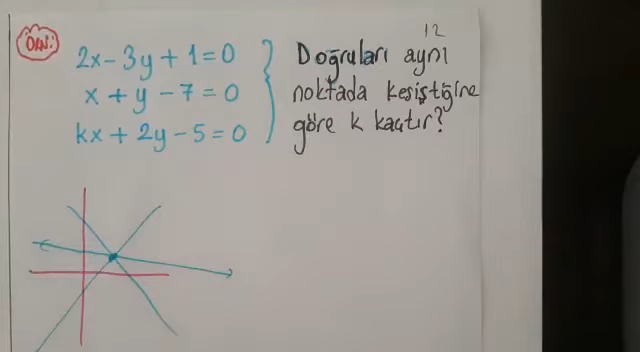 12
ÖRN:
2x - 3y + 1 = 0
x + y - 7 = 0
kx + 2y - 5 = 0
Doğruları aynı
noktada kesiştiğine
göre k kaçtır?